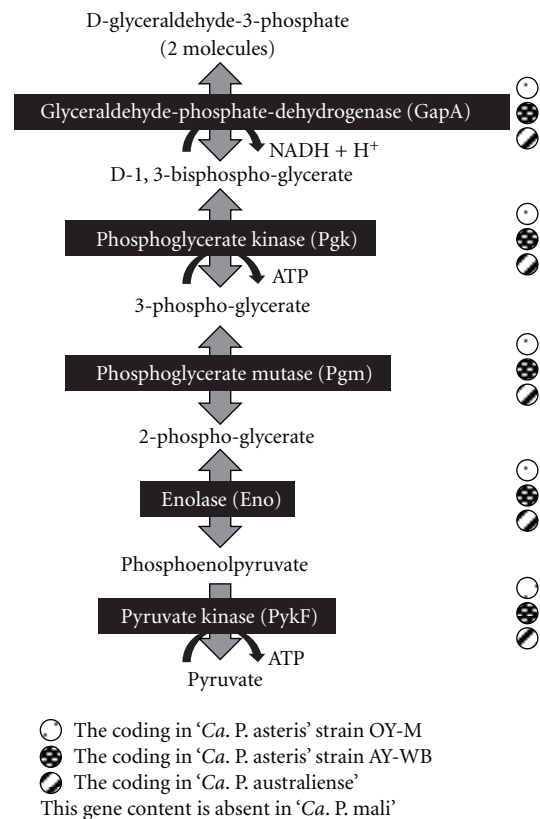 D-glyceraldehyde-3-phosphate
(2 molecules)
Glyceraldehyde-phosphate-dehydrogenase (GapA)
NADH + H⁺
D-1, 3-bisphospho-glycerate
Phosphoglycerate kinase (Pgk)
ATP
3-phospho-glycerate
Phosphoglycerate mutase (Pgm)
2-phospho-glycerate
Enolase (Eno)
Phosphoenolpyruvate
Pyruvate kinase (PykF)
ATP
Pyruvate
The coding in ‘Ca. P. asteris’ strain OY-M
The coding in ‘Ca. P. asteris’ strain AY-WB
The coding in ‘Ca. P. australiense’
This gene content is absent in ‘Ca. P. mali’